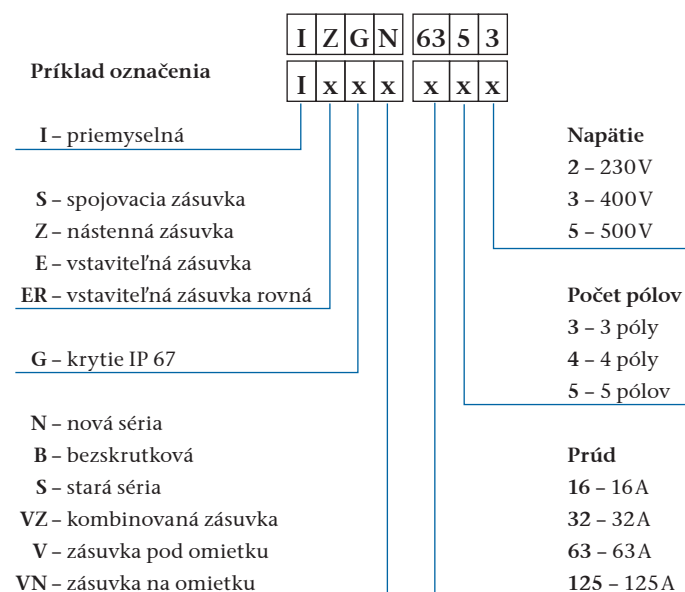 I Z G N 63 5 3
Príklad označenia
I x x x x x x
I – priemyselná
S – spojovacia zásuvka
Z – nástenná zásuvka
E – vstaviteľná zásuvka
ER – vstaviteľná zásuvka rovná
G – krytie IP 67
N – nová séria
B – bezskrutková
S – stará séria
VZ – kombinovaná zásuvka
V – zásuvka pod omietku
VN – zásuvka na omietku
Napätie
2 – 230 V
3 – 400 V
5 – 500 V
Počet pólov
3 – 3 póly
4 – 4 póly
5 – 5 pólov
Prúd
16 – 16 A
32 – 32 A
63 – 63 A
125 – 125 A